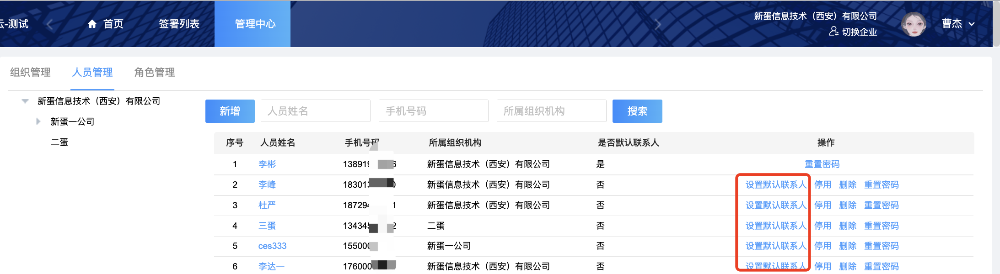 云-测试 首页 签署列表 管理中心 新蛋信息技术（西安）有限公司 切换企业 曹杰
组织管理 人员管理 角色管理
新蛋信息技术（西安）有限公司
新蛋一公司
二蛋
新增 人员姓名 手机号码 所属组织机构 搜索
序号 人员姓名 手机号码 所属组织机构 是否默认联系人 操作
1 李彬 13891 6 新蛋信息技术（西安）有限公司 是 重置密码
2 李峰 18301 新蛋信息技术（西安）有限公司 否 设置默认联系人 停用 删除 重置密码
3 杜严 18729 1 新蛋信息技术（西安）有限公司 否 设置默认联系人 停用 删除 重置密码
4 三蛋 13434 2 二蛋 否 设置默认联系人 停用 删除 重置密码
5 ces333 15500 新蛋一公司 否 设置默认联系人 停用 删除 重置密码
6 李达一 176000 新蛋信息技术（西安）有限公司 否 设置默认联系人 停用 删除 重置密码